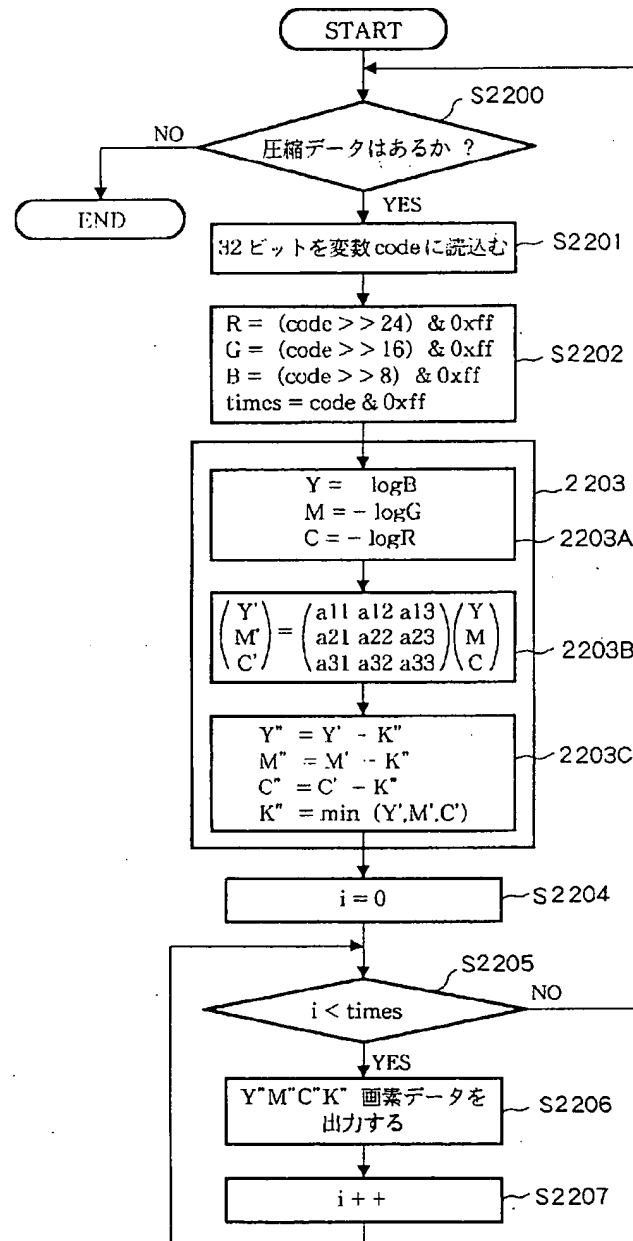 START
S2200
NO
圧縮データはあるか ?
END
YES
32ビットを変数codeに読込む
S2201
R = (code >> 24) & 0xff
G = (code >> 16) & 0xff
B = (code >> 8) & 0xff
times = code & 0xff
S2202
2203
Y = logB
M = - logG
C = - logR
2203A
(Y') = (a11 a12 a13) (Y)
(M') (a21 a22 a23) (M)
(C') (a31 a32 a33) (C)
2203B
Y" = Y' - K"
M" = M' - K"
C" = C' - K"
K" = min (Y',M',C')
2203C
i = 0
S2204
S2205
i < times
NO
YES
Y"M"C"K" 画素データを
出力する
S2206
i + +
S2207